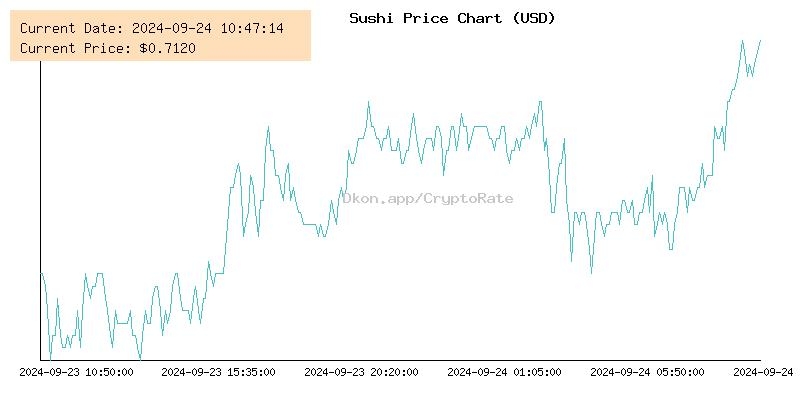 Sushi Price Chart (USD)
Current Date: 2024-09-24 10:47:14
Current Price: $0.7120
Dkon.app/CryptoRate
2024-09-23 10:50:00 2024-09-23 15:35:00 2024-09-23 20:20:00 2024-09-24 01:05:00 2024-09-24 05:50:00 2024-09-24